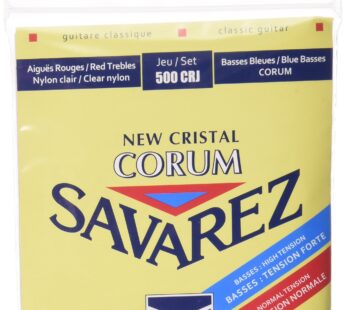 guitare classique
classic guitar
Aiguës Rouges / Red Trebles
Nylon clair / Clear nylon
Jeu / Set
500 CRJ
Basses Bleues / Blue Basses
CORUM
NEW CRISTAL
CORUM
SAVAREZ
BASSES : HIGH TENSION
BASSES : TENSION FORTE
NORMAL TENSION
TENSION NORMALE